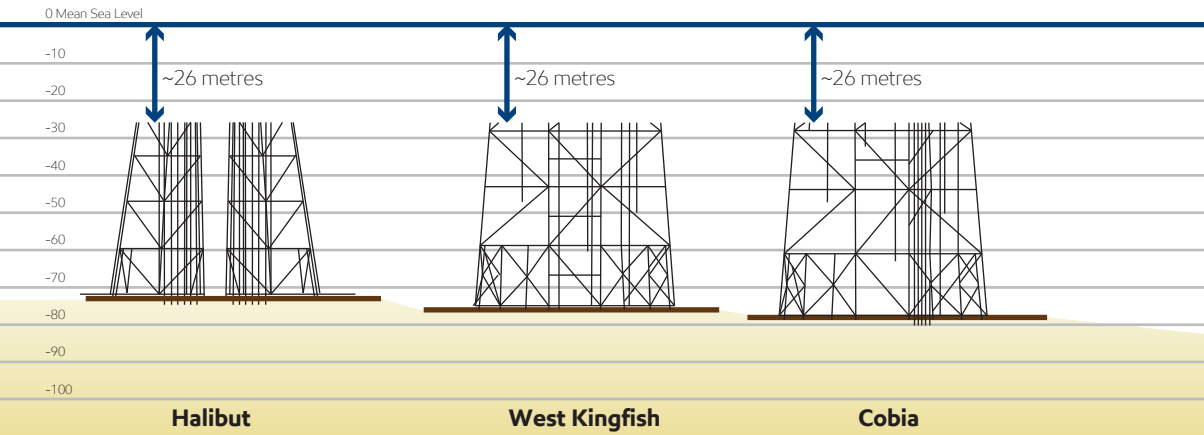 0 Mean Sea Level
-10
~26 metres
~26 metres
~26 metres
-20
-30
-40
-50
-60
-70
-80
-90
-100
Halibut
West Kingfish
Cobia